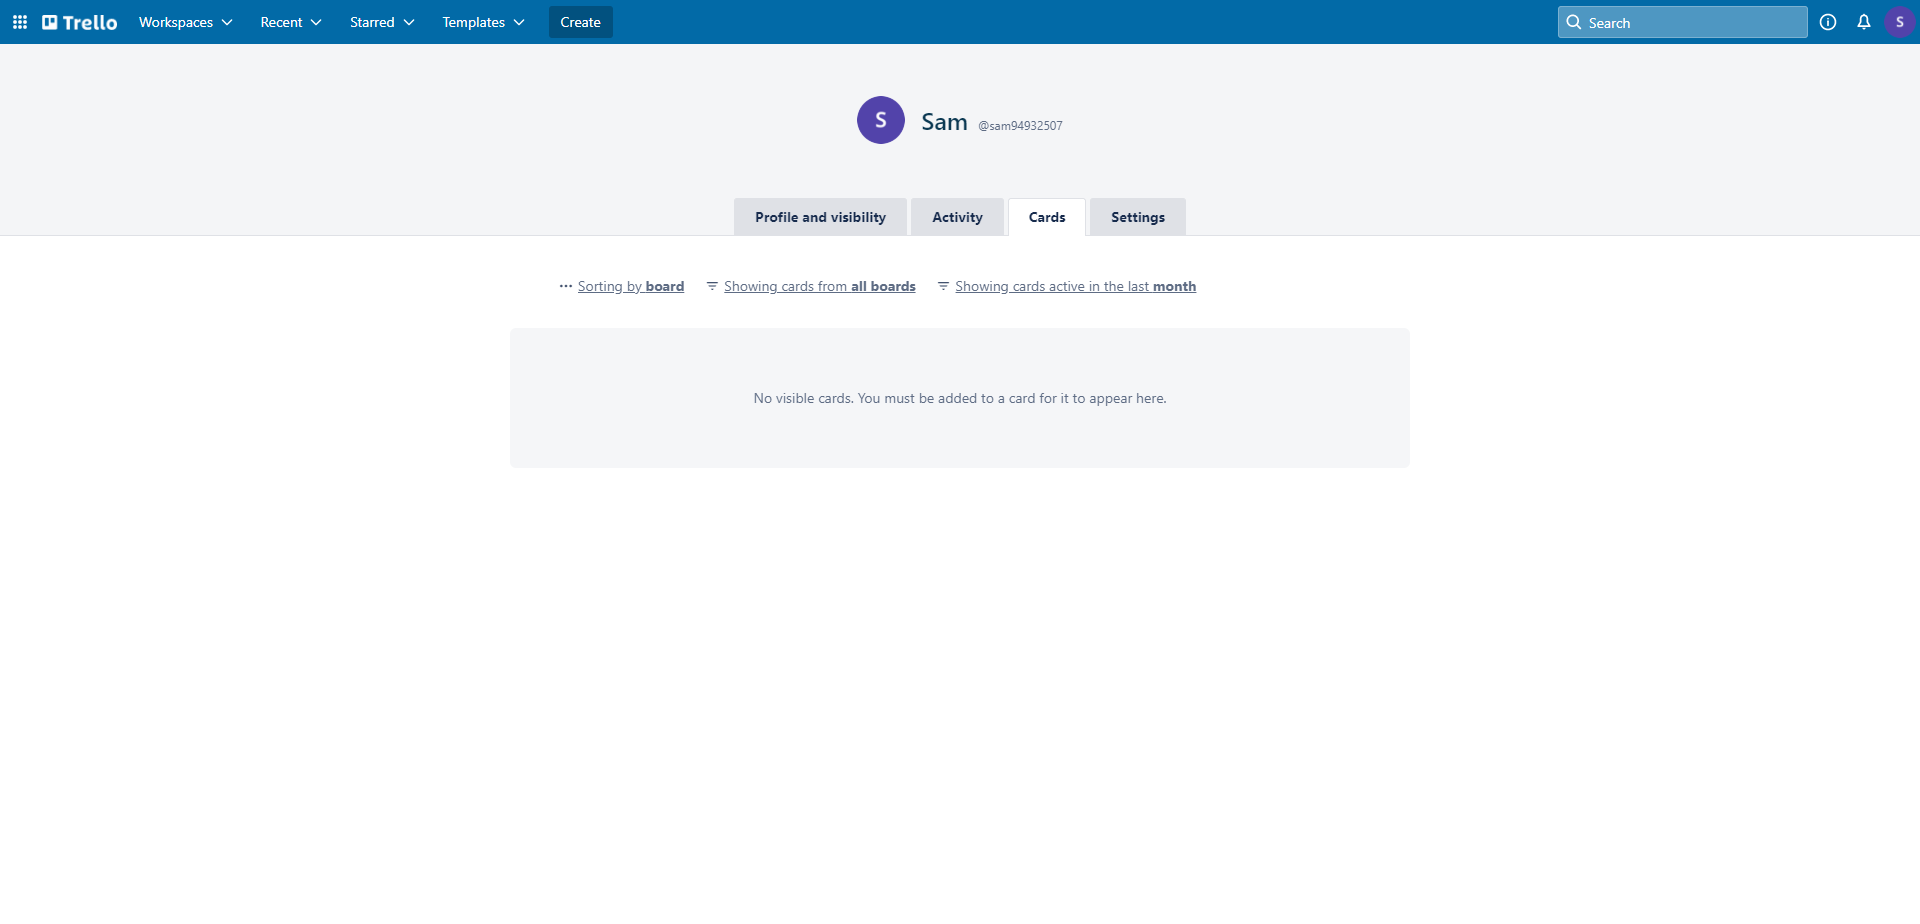 Trello Workspaces Recent Starred Templates Create Search S
S Sam @sam94932507
Profile and visibility Activity Cards Settings
Sorting by board Showing cards from all boards Showing cards active in the last month
No visible cards. You must be added to a card for it to appear here.